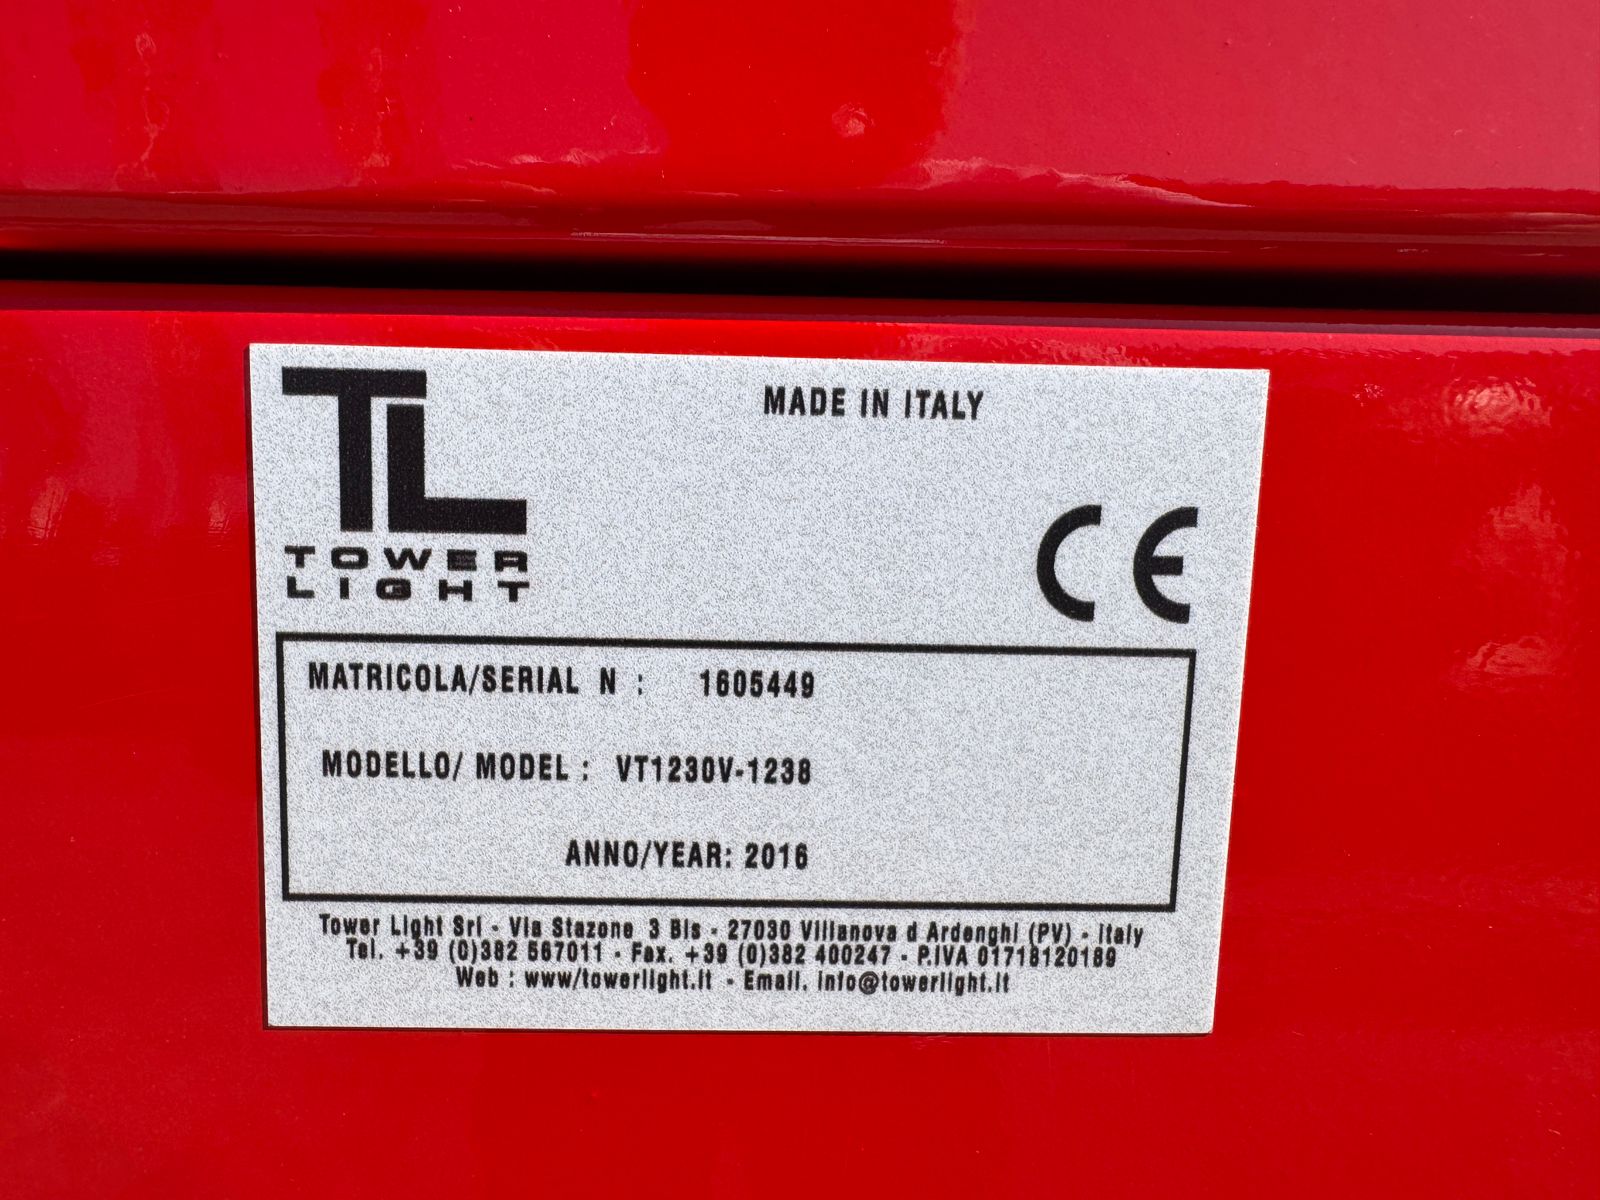 TL
MADE IN ITALY
TOWER
LIGHT
CE
MATRICOLA/SERIAL N : 1605449
MODELLO/ MODEL : VT1230V-1238
ANNO/YEAR: 2016
Tower Light Srl - Via Stazone 3 Bis - 27030 Villanova d Ardenghi (PV) - Italy
Tel. +39 (0)382 567011 - Fax. +39 (0)382 400247 - P.IVA 01718120189
Web : www/towerlight.it - Email. info@towerlight.it